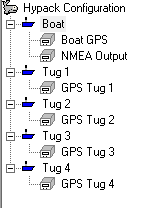 Hypack Configuration
Boat
Boat GPS
NMEA Output
Tug 1
GPS Tug 1
Tug 2
GPS Tug 2
Tug 3
GPS Tug 3
Tug 4
GPS Tug 4